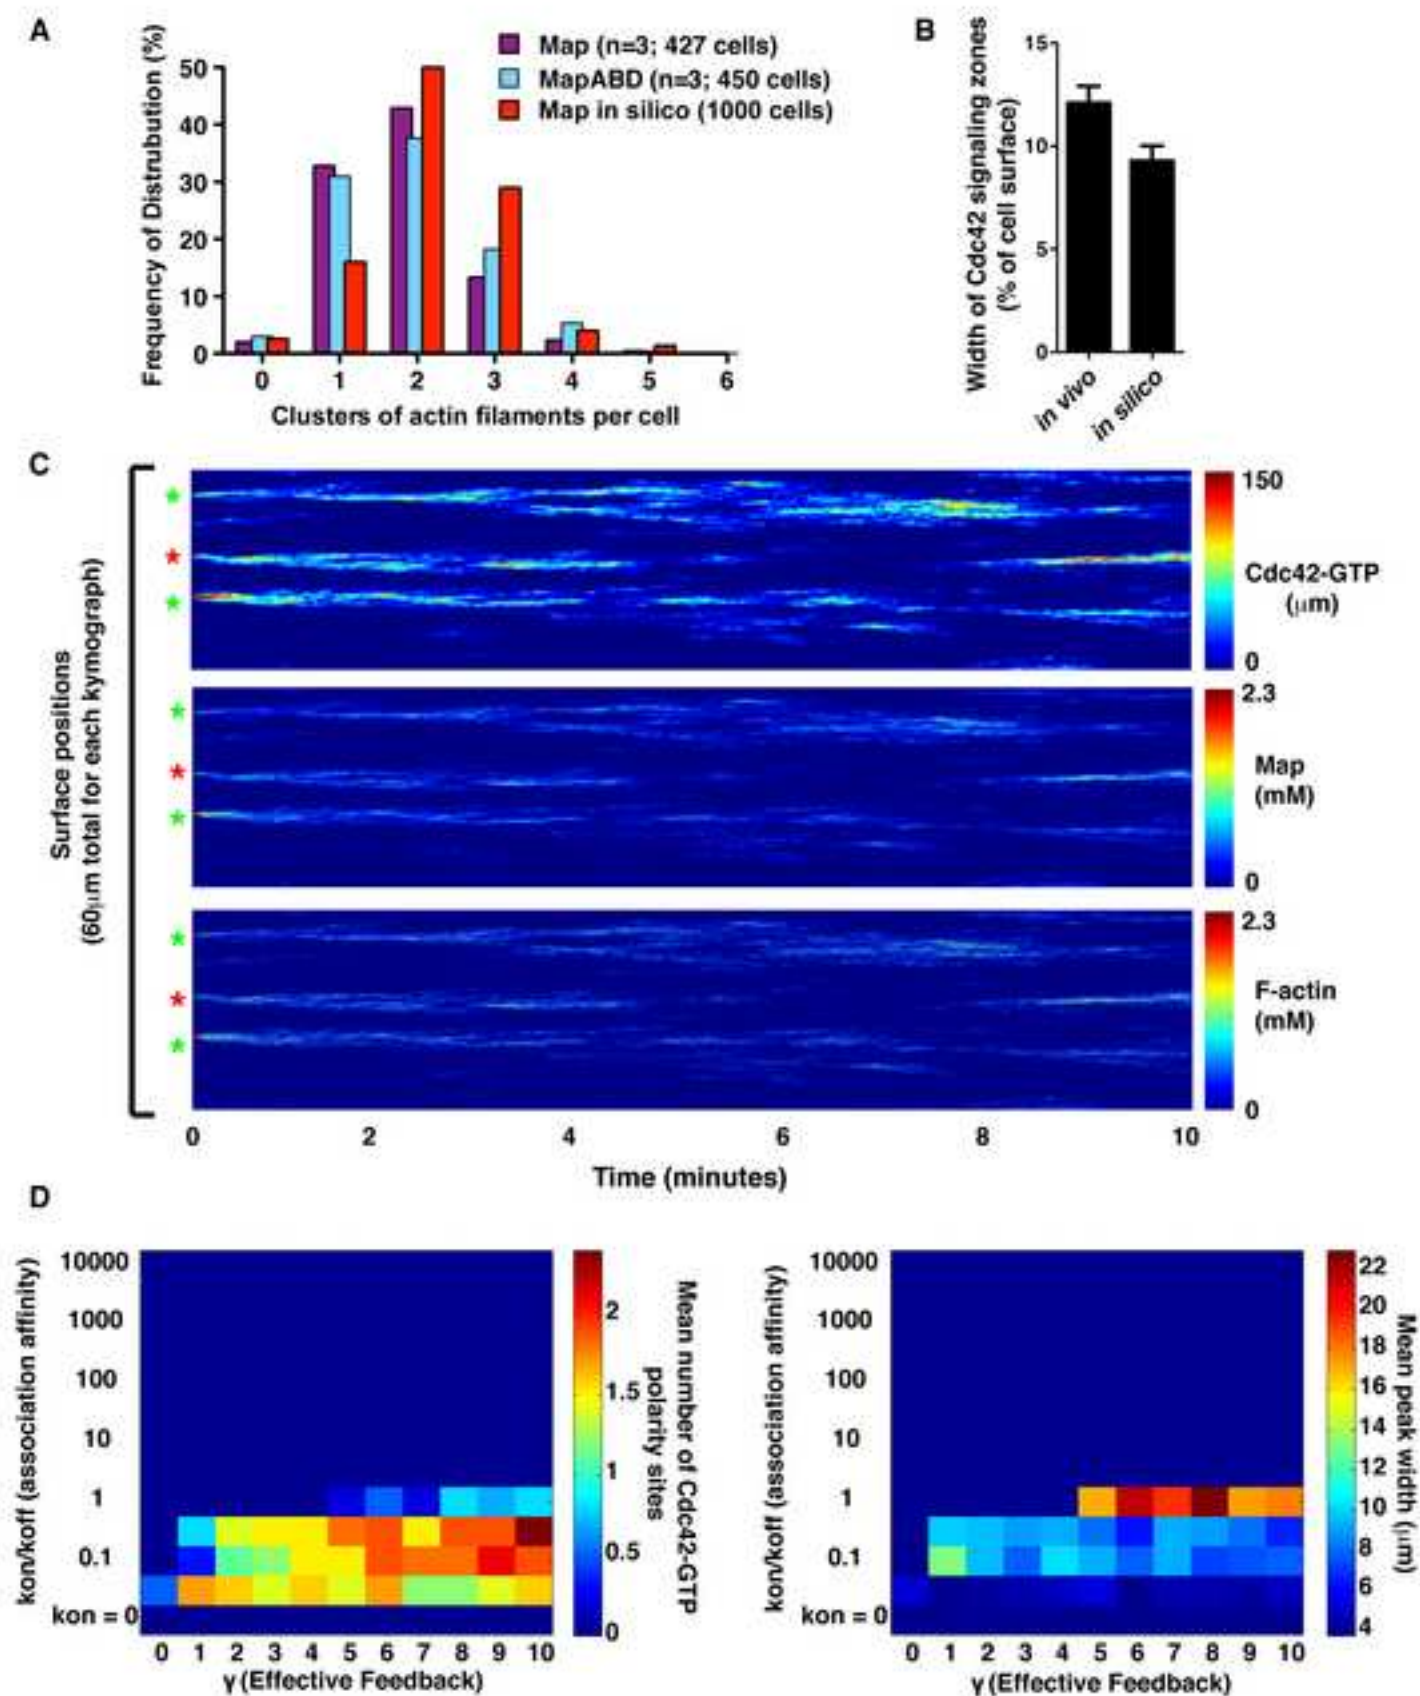 A
Frequency of Distrubution (%)
50
40
30
20
10
0
Map (n=3; 427 cells)
MapABD (n=3; 450 cells)
Map in silico (1000 cells)
0 1 2 3 4 5 6
Clusters of actin filaments per cell
B
Width of Cdc42 signaling zones
(% of cell surface)
15
10
5
0
in vivo
in silico
C
Surface positions
(60μm total for each kymograph)
*
*
*
150
Cdc42-GTP
(μm)
0
*
*
*
2.3
Map
(mM)
0
*
*
*
2.3
F-actin
(mM)
0
0 2 4 6 8 10
Time (minutes)
D
kon/koff (association affinity)
10000
1000
100
10
1
0.1
kon = 0
0 1 2 3 4 5 6 7 8 9 10
γ (Effective Feedback)
2
1.5
1
0.5
0
Mean number of Cdc42-GTP
polarity sites
kon/koff (association affinity)
10000
1000
100
10
1
0.1
kon = 0
0 1 2 3 4 5 6 7 8 9 10
γ (Effective Feedback)
22
20
18
16
14
12
10
8
6
4
Mean peak width (μm)